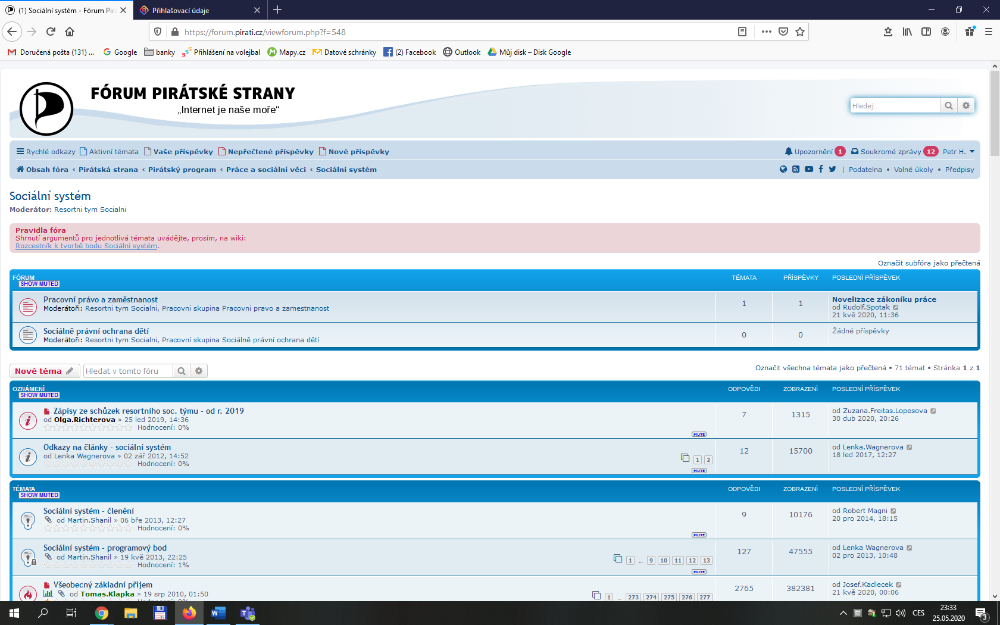 (1) Sociální systém - Fórum Pirá
Přihlašovací údaje
https://forum.pirati.cz/viewforum.php?f=548
Doručená pošta (131) ...
Google
banky
Přihlášení na volejbal
Mapy.cz
Datové schránky
(2) Facebook
Outlook
Můj disk – Disk Google
FÓRUM PIRÁTSKÉ STRANY
„Internet je naše moře“
Hledej...
Rychlé odkazy Aktivní témata Vaše příspěvky Nepřečtené příspěvky Nové příspěvky
Upozornění 1 Soukromé zprávy 12 Petr H.
Obsah fóra ‹ Pirátská strana ‹ Pirátský program ‹ Práce a sociální věci ‹ Sociální systém
| Podatelna • Volné úkoly • Předpisy
Sociální systém
Moderátor: Resortni tym Socialni
Pravidla fóra
Shrnutí argumentů pro jednotlivá témata uvádějte, prosím, na wiki:
Rozcestník k tvorbě bodu Sociální systém.
Označit subfóra jako přečtená
FÓRUM TÉMATA PŘÍSPĚVKY POSLEDNÍ PŘÍSPĚVEK
SHOW MUTED
Pracovní právo a zaměstnanost
Moderátoři: Resortni tym Socialni, Pracovni skupina Pracovni pravo a zamestnanost
1 1
Novelizace zákoníku práce
od Rudolf.Spotak
21 kvě 2020, 11:36
Sociálně právní ochrana dětí
Moderátoři: Resortni tym Socialni, Pracovní skupina Sociálně právní ochrana dětí
0 0
Žádné příspěvky
Nové téma
Hledat v tomto fóru
Označit všechna témata jako přečtená • 71 témat • Stránka 1 z 1
OZNÁMENÍ ODPOVĚDI ZOBRAZENÍ POSLEDNÍ PŘÍSPĚVEK
SHOW MUTED
Zápisy ze schůzek resortního soc. týmu - od r. 2019
od Olga.Richterova » 25 led 2019, 14:36
Hodnocení: 0%
MUTE
7 1315
od Zuzana.Freitas.Lopesova
30 dub 2020, 20:26
Odkazy na články - sociální systém
od Lenka Wagnerova » 02 zář 2012, 14:52
Hodnocení: 0%
1 2
MUTE
12 15700
od Lenka.Wagnerova
18 led 2017, 12:27
TÉMATA ODPOVĚDI ZOBRAZENÍ POSLEDNÍ PŘÍSPĚVEK
SHOW MUTED
Sociální systém - členění
od Martin.Shanil » 06 bře 2013, 12:27
Hodnocení: 0%
MUTE
9 10176
od Robert Magni
20 pro 2014, 18:15
Sociální systém - programový bod
od Martin.Shanil » 19 kvě 2013, 22:25
Hodnocení: 1%
1 … 9 10 11 12 13
MUTE
127 47555
od Lenka Wagnerova
02 pro 2013, 10:48
Všeobecný základní příjem
od Tomas.Klapka » 19 srp 2010, 01:50
1 … 273 274 275 276 277
2765 382381
od Josef.Kadlecek
21 kvě 2020, 00:06
CES
23:33
25.05.2020
3